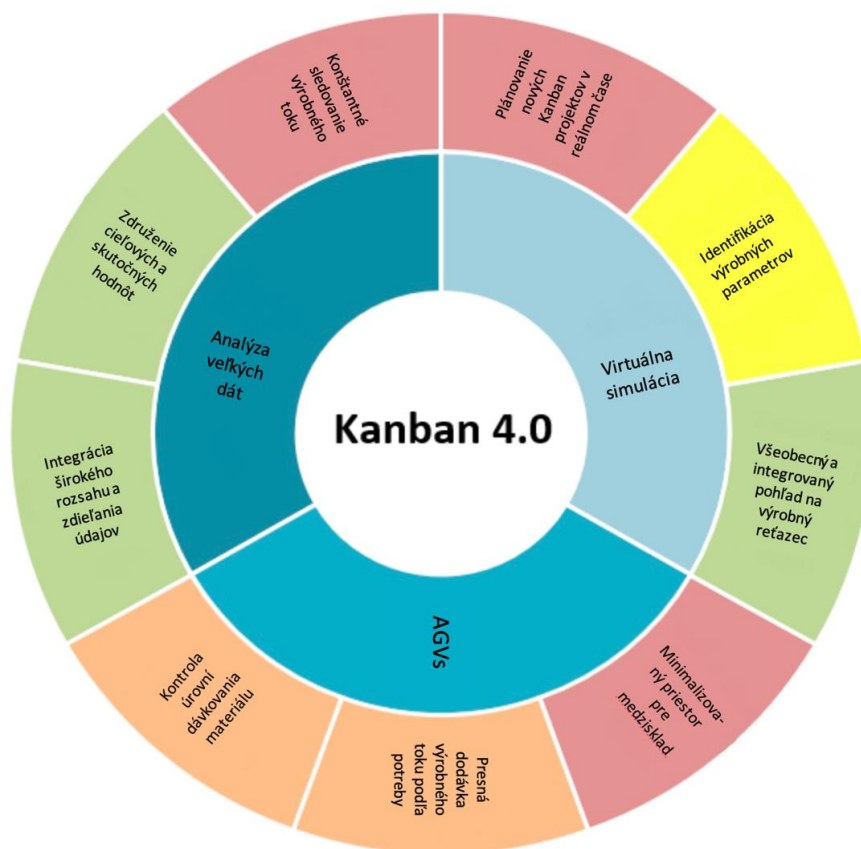 Konštantné
sledovanie
výrobného
toku
Plánovanie
nových
Kanban
projektov v
reálnom čase
Združenie
cieľových a
skutočných
hodnôt
Identifikácia
výrobných
parametrov
Analýza
veľkých
dát
Virtuálna
simulácia
Kanban 4.0
Integrácia
širokého
rozsahu a
zdieľania
údajov
Všeobecný a
integrovaný
pohľad na
výrobný
reťazec
AGVs
Kontrola
úrovní
dávkovania
materiálu
Presná
dodávka
výrobného
toku podľa
potreby
Minimalizova-
ný priestor
pre
medzisklad